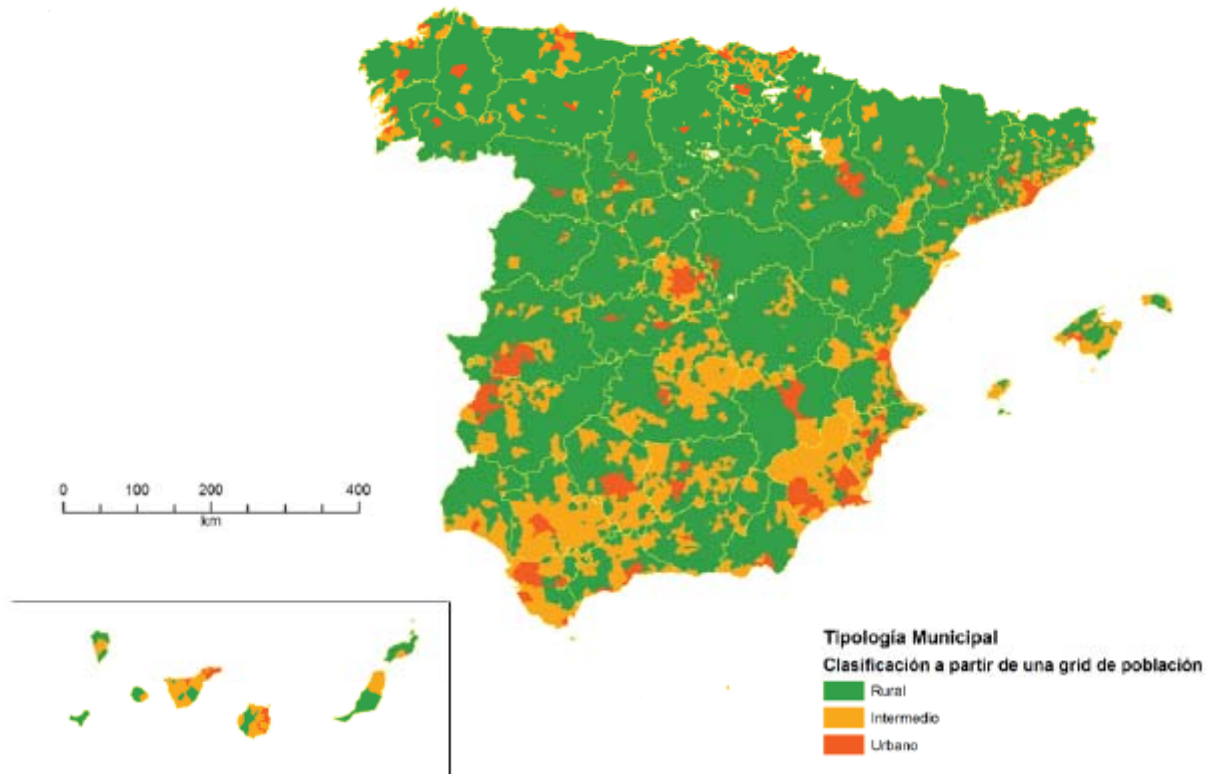 0 100 200 400
km
Tipología Municipal
Clasificación a partir de una grid de población
Rural
Intermedio
Urbano